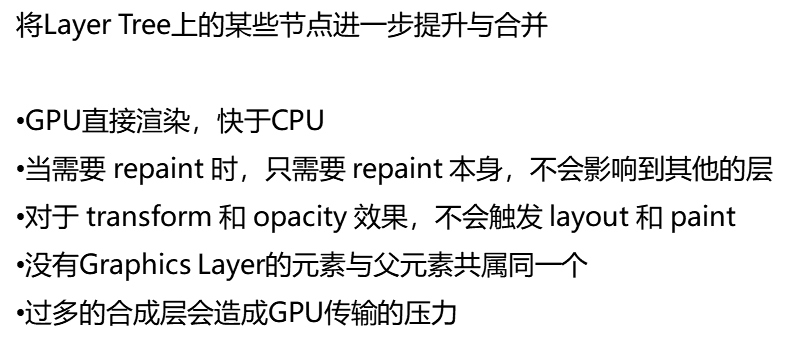 将Layer Tree上的某些节点进一步提升与合并
•GPU直接渲染，快于CPU
•当需要 repaint 时，只需要 repaint 本身，不会影响到其他的层
•对于 transform 和 opacity 效果，不会触发 layout 和 paint
•没有Graphics Layer的元素与父元素共属同一个
•过多的合成层会造成GPU传输的压力